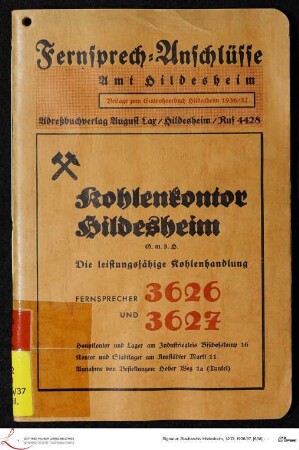 Fernsprech=Anschlüsse
Amt Hildesheim
Beilage zum Einwohnerbuch Hildesheim 1936/37
Adreßbuchverlag August Lax / Hildesheim / Ruf 4428
Kohlenkontor
Hildesheim
G. m. b. H.
Die leistungsfähige Kohlenhandlung
FERNSPRECHER 3626
UND 3627
Hauptkontor und Lager am Industriegleis Bischofskamp 16
Kontor und Stadtlager am Neustädter Markt 11
Annahme von Bestellungen: Hoher Weg 1a (Tunkel)